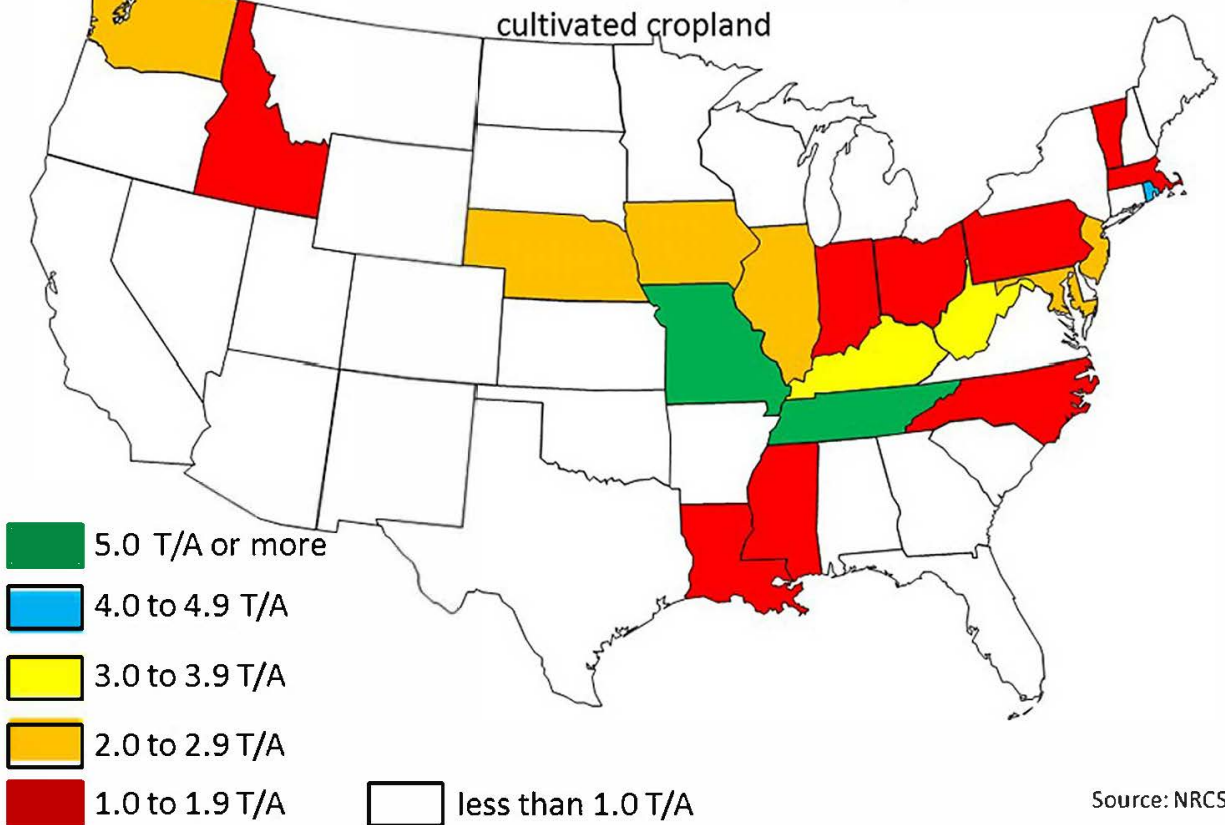 cultivated cropland
5.0 T/A or more
4.0 to 4.9 T/A
3.0 to 3.9 T/A
2.0 to 2.9 T/A
1.0 to 1.9 T/A
less than 1.0 T/A
Source: NRCS